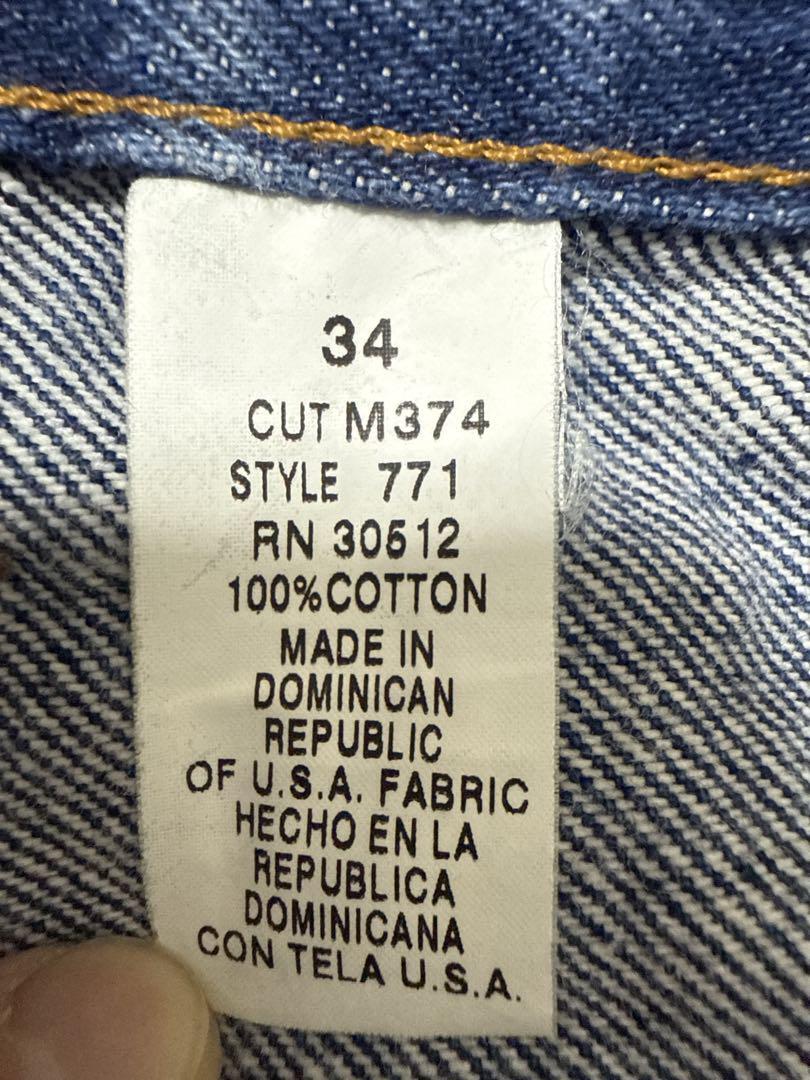 34
CUT M374
STYLE 771
RN 30512
100%COTTON
MADE IN
DOMINICAN
REPUBLIC
OF U.S.A. FABRIC
HECHO EN LA
REPUBLICA
DOMINICANA
CON TELA U.S.A.